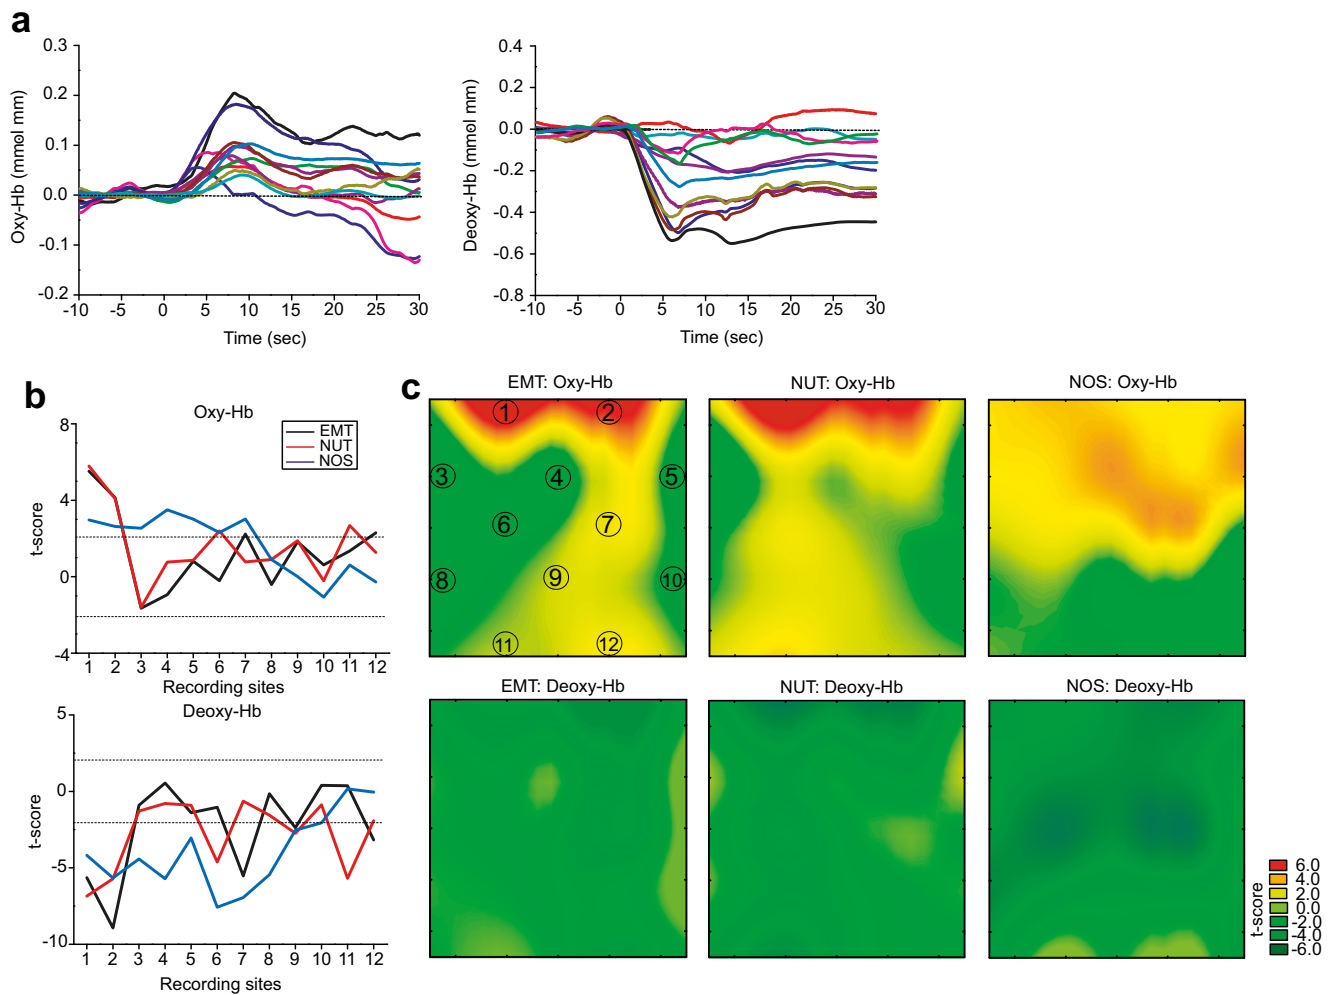 a
0.3
0.2
0.1
0.0
-0.1
-0.2
Oxy-Hb (mmol mm)
-10 -5 0 5 10 15 20 25 30
Time (sec)
0.4
0.2
0.0
-0.2
-0.4
-0.6
-0.8
Deoxy-Hb (mmol mm)
-10 -5 0 5 10 15 20 25 30
Time (sec)
b
Oxy-Hb
EMT
NUT
NOS
8
4
0
-4
t-score
1 2 3 4 5 6 7 8 9 10 11 12
Recording sites
Deoxy-Hb
5
0
-5
-10
t-score
1 2 3 4 5 6 7 8 9 10 11 12
Recording sites
c
EMT: Oxy-Hb
1 2
3 4 5
6 7
8 9 10
11 12
NUT: Oxy-Hb
NOS: Oxy-Hb
EMT: Deoxy-Hb
NUT: Deoxy-Hb
NOS: Deoxy-Hb
t-score
6.0
4.0
2.0
0.0
-2.0
-4.0
-6.0